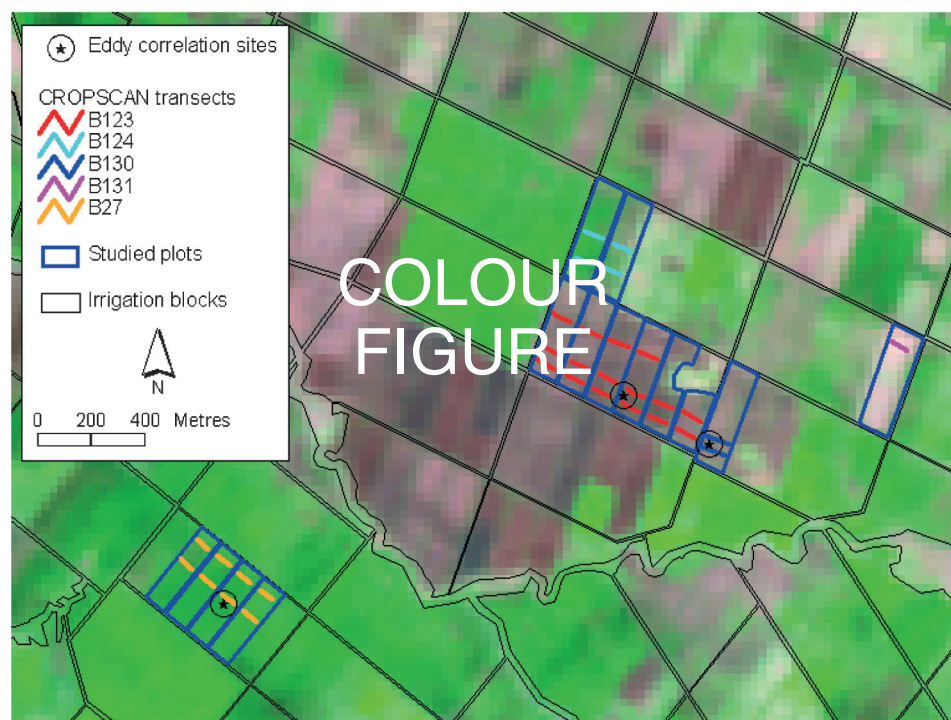 Eddy correlation sites
CROPSCAN transects
B123
B124
B130
B131
B27
Studied plots
Irrigation blocks
N
0 200 400 Metres
COLOUR
FIGURE